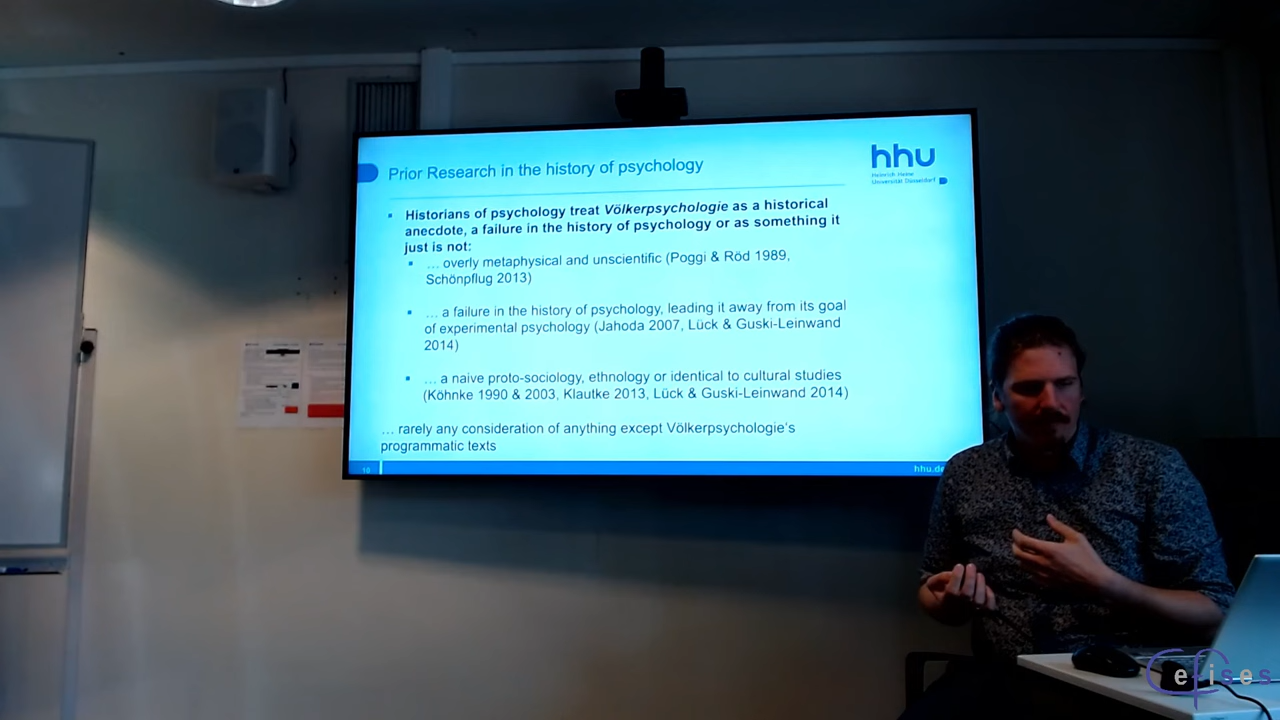 Prior Research in the history of psychology
hhu
Heinrich Heine
Universität Düsseldorf
Historians of psychology treat Völkerpsychologie as a historical
anecdote, a failure in the history of psychology or as something it
just is not:
… overly metaphysical and unscientific (Poggi & Röd 1989,
Schönpflug 2013)
… a failure in the history of psychology, leading it away from its goal
of experimental psychology (Jahoda 2007, Lück & Guski-Leinwand
2014)
… a naive proto-sociology, ethnology or identical to cultural studies
(Köhnke 1990 & 2003, Klautke 2013, Lück & Guski-Leinwand 2014)
… rarely any consideration of anything except Völkerpsychologie's
programmatic texts
hhu.de
Cefises